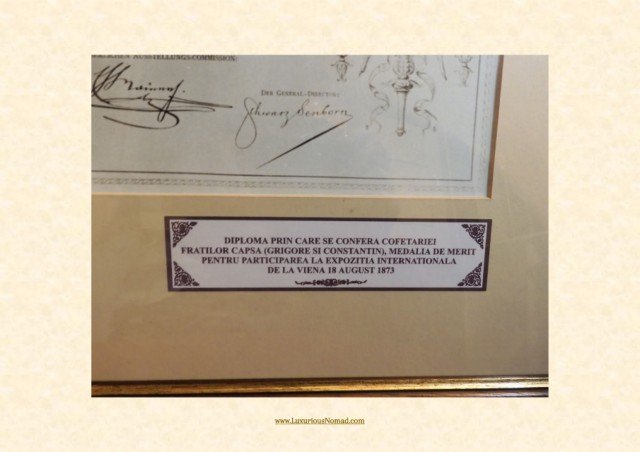 AUSSTELLUNGS-COMMISSION:
DER GENERAL-DIRECTOR:
Schwarz Senborn
DIPLOMA PRIN CARE SE CONFERA COFETARIEI
FRATILOR CAPSA (GRIGORE SI CONSTANTIN), MEDALIA DE MERIT
PENTRU PARTICIPAREA LA EXPOZITIA INTERNATIONALA
DE LA VIENA 18 AUGUST 1873
www.LuxuriousNomad.com